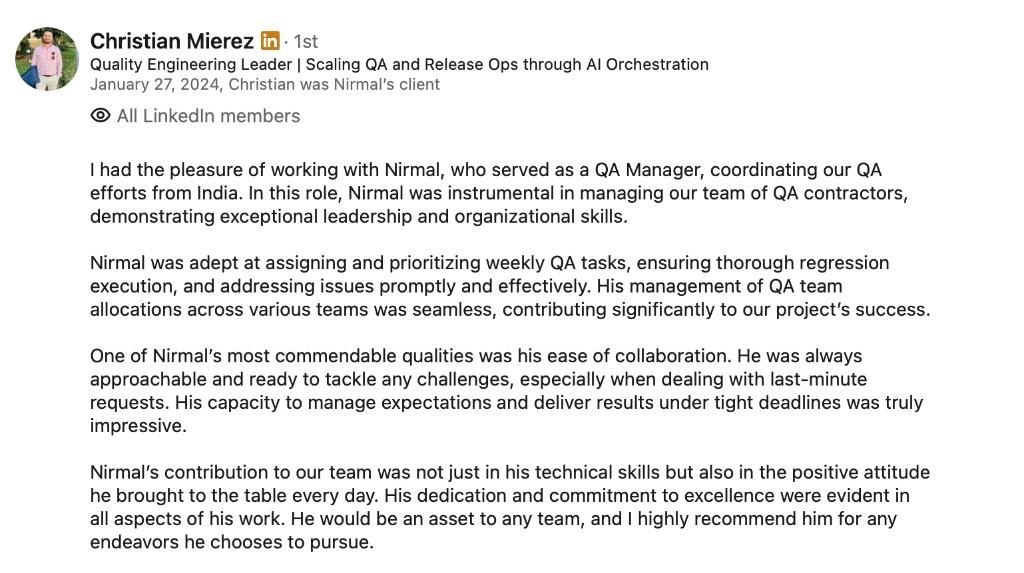 Christian Mierez in · 1st
Quality Engineering Leader | Scaling QA and Release Ops through AI Orchestration
January 27, 2024, Christian was Nirmal's client
All LinkedIn members
I had the pleasure of working with Nirmal, who served as a QA Manager, coordinating our QA
efforts from India. In this role, Nirmal was instrumental in managing our team of QA contractors,
demonstrating exceptional leadership and organizational skills.
Nirmal was adept at assigning and prioritizing weekly QA tasks, ensuring thorough regression
execution, and addressing issues promptly and effectively. His management of QA team
allocations across various teams was seamless, contributing significantly to our project's success.
One of Nirmal's most commendable qualities was his ease of collaboration. He was always
approachable and ready to tackle any challenges, especially when dealing with last-minute
requests. His capacity to manage expectations and deliver results under tight deadlines was truly
impressive.
Nirmal's contribution to our team was not just in his technical skills but also in the positive attitude
he brought to the table every day. His dedication and commitment to excellence were evident in
all aspects of his work. He would be an asset to any team, and I highly recommend him for any
endeavors he chooses to pursue.